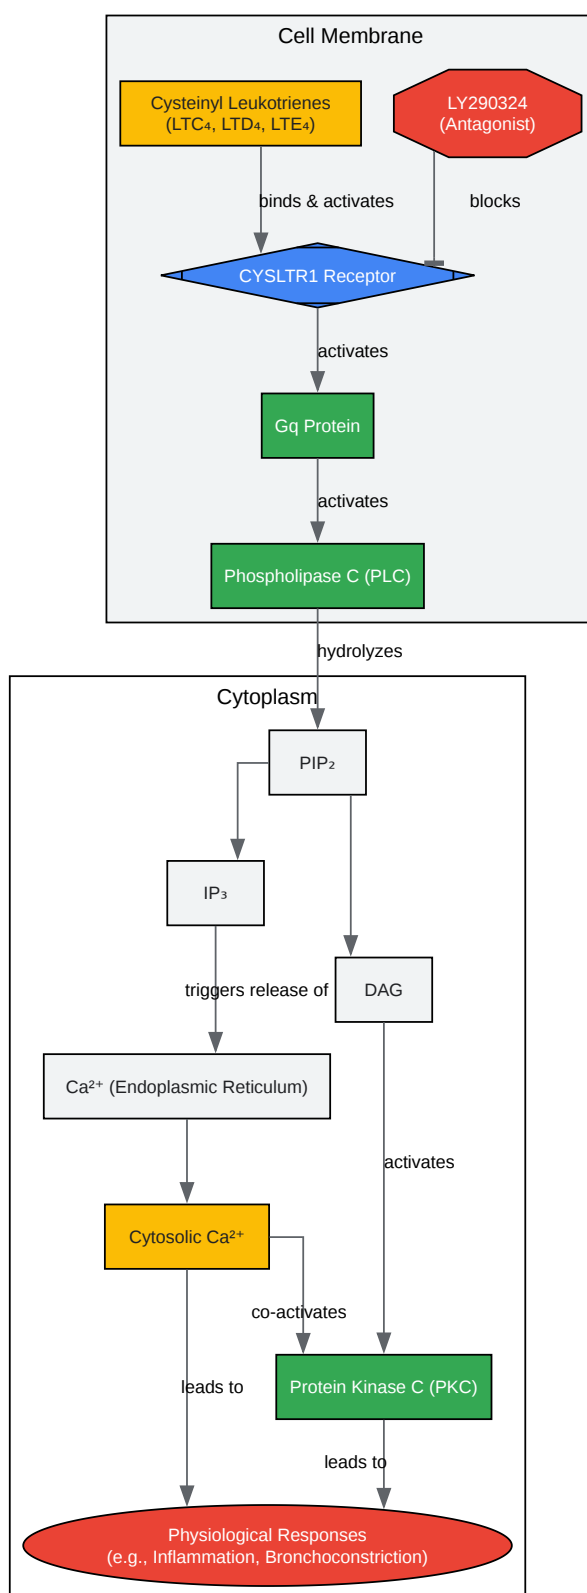 Cell Membrane
Cysteinyl Leukotrienes
(LTC₄, LTD₄, LTE₄)
LY290324
(Antagonist)
binds & activates
blocks
CYSLTR1 Receptor
activates
Gq Protein
activates
Phospholipase C (PLC)
hydrolyzes
Cytoplasm
PIP₂
IP₃
triggers release of
DAG
Ca²⁺ (Endoplasmic Reticulum)
activates
Cytosolic Ca²⁺
co-activates
leads to
Protein Kinase C (PKC)
leads to
Physiological Responses
(e.g., Inflammation, Bronchoconstriction)